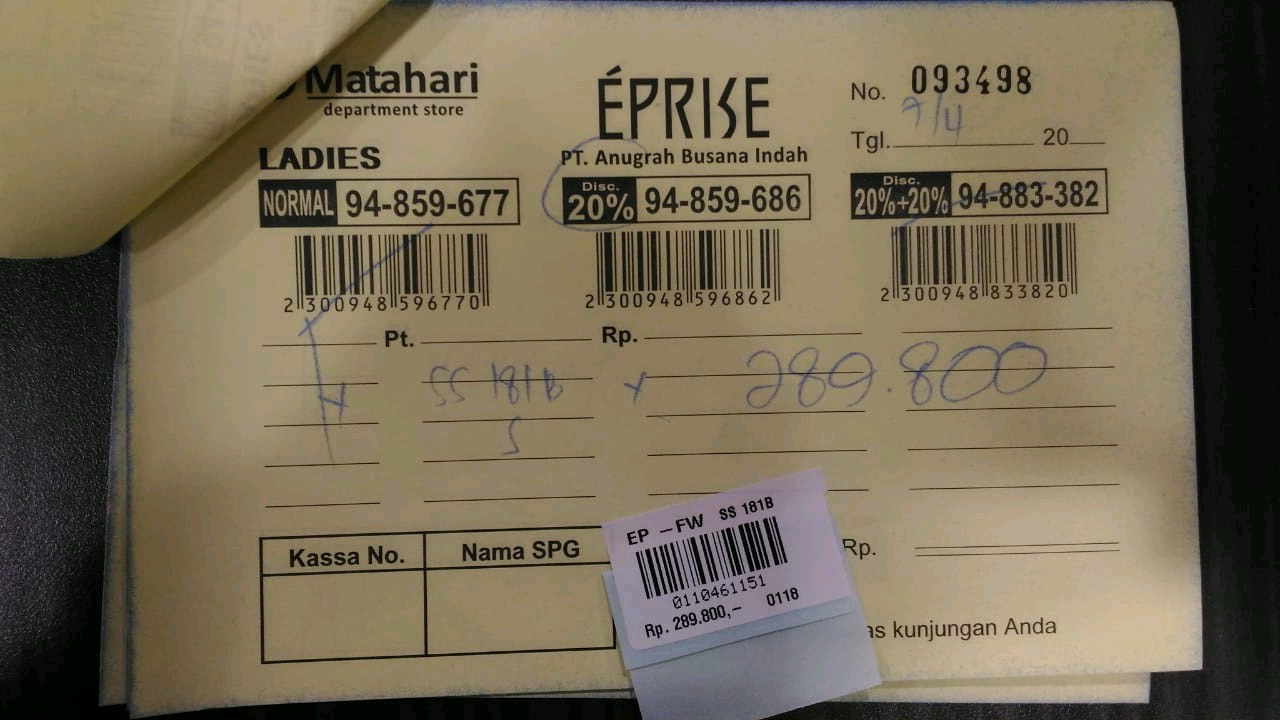 Matahari
department store
ÉPRISE
PT. Anugrah Busana Indah
No. 093498
Tgl. 7/4 20
LADIES
NORMAL 94-859-677
Disc. 20% 94-859-686
Disc. 20%+20% 94-883-382
2 300948 596770
2 300948 596862
2 300948 833820
Pt. Rp.
SS 181B 289.800
S
Kassa No. Nama SPG
Rp.
as kunjungan Anda
EP – FW SS 181B
0110461151
Rp. 289.800,– 0118